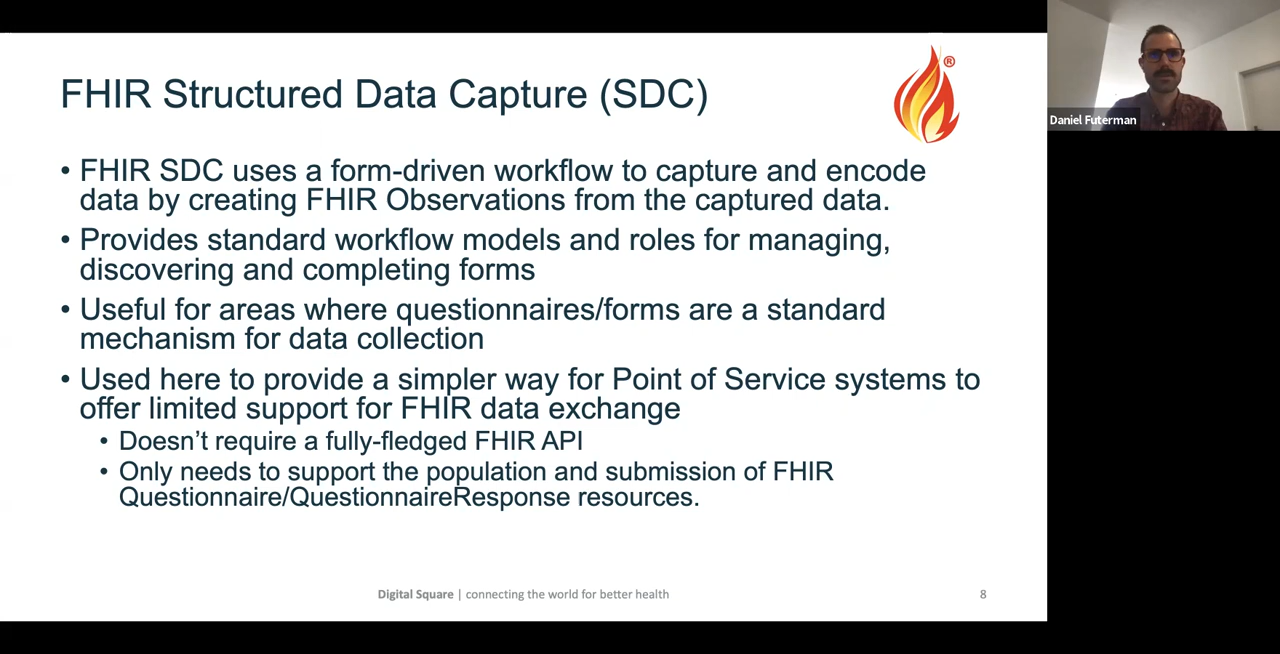 FHIR Structured Data Capture (SDC)
®
Daniel Futerman
• FHIR SDC uses a form-driven workflow to capture and encode
data by creating FHIR Observations from the captured data.
• Provides standard workflow models and roles for managing,
discovering and completing forms
• Useful for areas where questionnaires/forms are a standard
mechanism for data collection
• Used here to provide a simpler way for Point of Service systems to
offer limited support for FHIR data exchange
• Doesn’t require a fully-fledged FHIR API
• Only needs to support the population and submission of FHIR
Questionnaire/QuestionnaireResponse resources.
Digital Square | connecting the world for better health
8